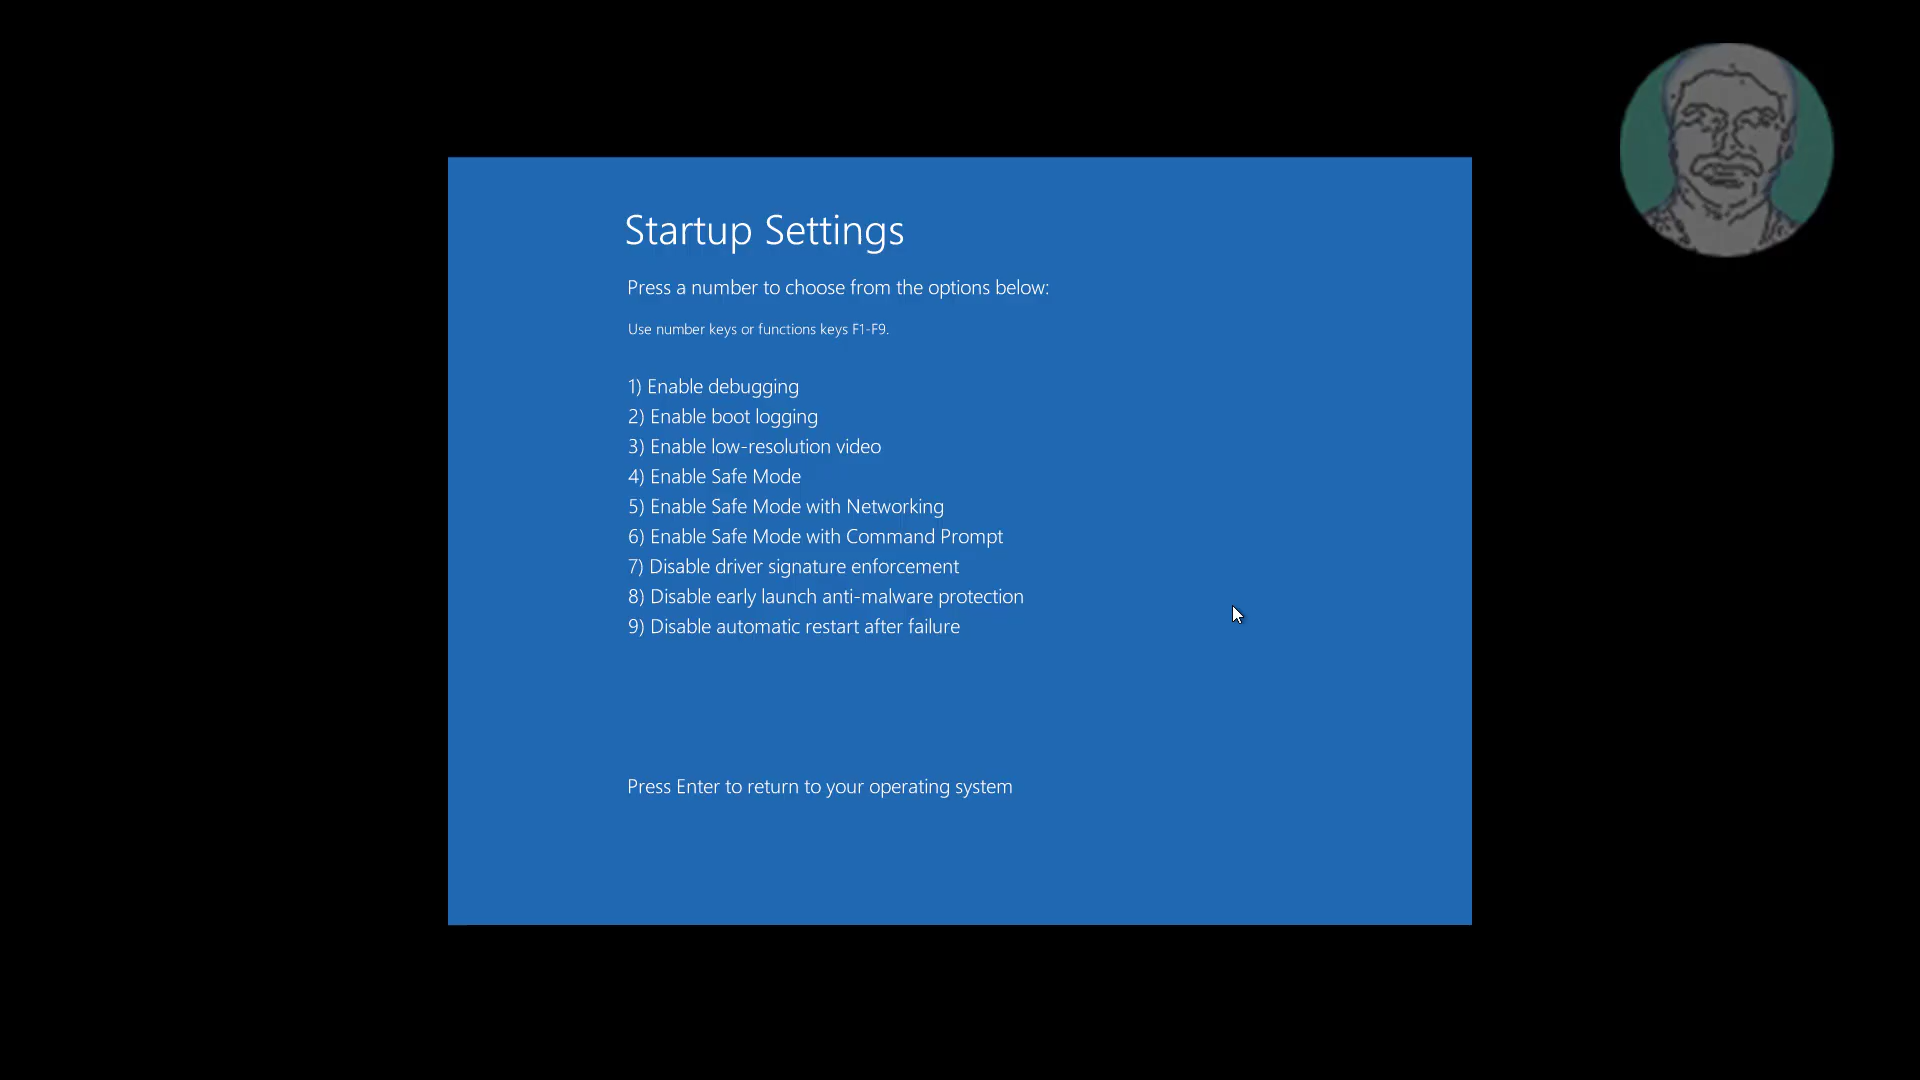 Startup Settings
Press a number to choose from the options below:
Use number keys or functions keys F1-F9.
1) Enable debugging
2) Enable boot logging
3) Enable low-resolution video
4) Enable Safe Mode
5) Enable Safe Mode with Networking
6) Enable Safe Mode with Command Prompt
7) Disable driver signature enforcement
8) Disable early launch anti-malware protection
9) Disable automatic restart after failure
Press Enter to return to your operating system